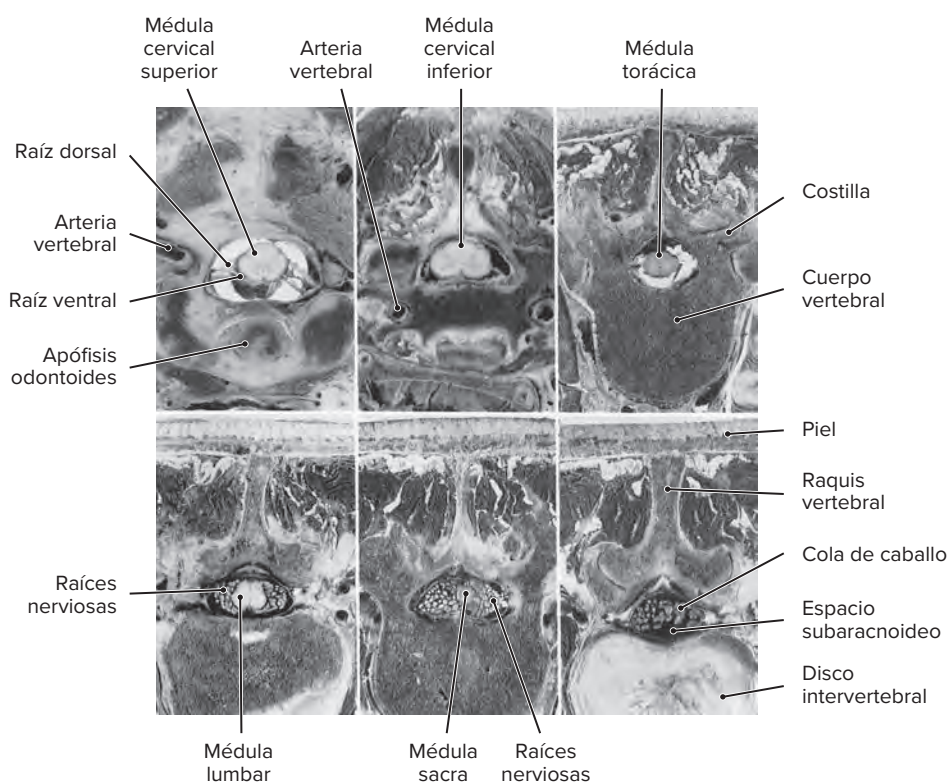 Médula
cervical
superior
Arteria
vertebral
Médula
cervical
inferior
Médula
torácica
Raíz dorsal
Arteria
vertebral
Raíz ventral
Apófisis
odontoides
Costilla
Cuerpo
vertebral
Piel
Raquis
vertebral
Cola de caballo
Espacio
subaracnoideo
Disco
intervertebral
Raíces
nerviosas
Médula
lumbar
Médula
sacra
Raíces
nerviosas